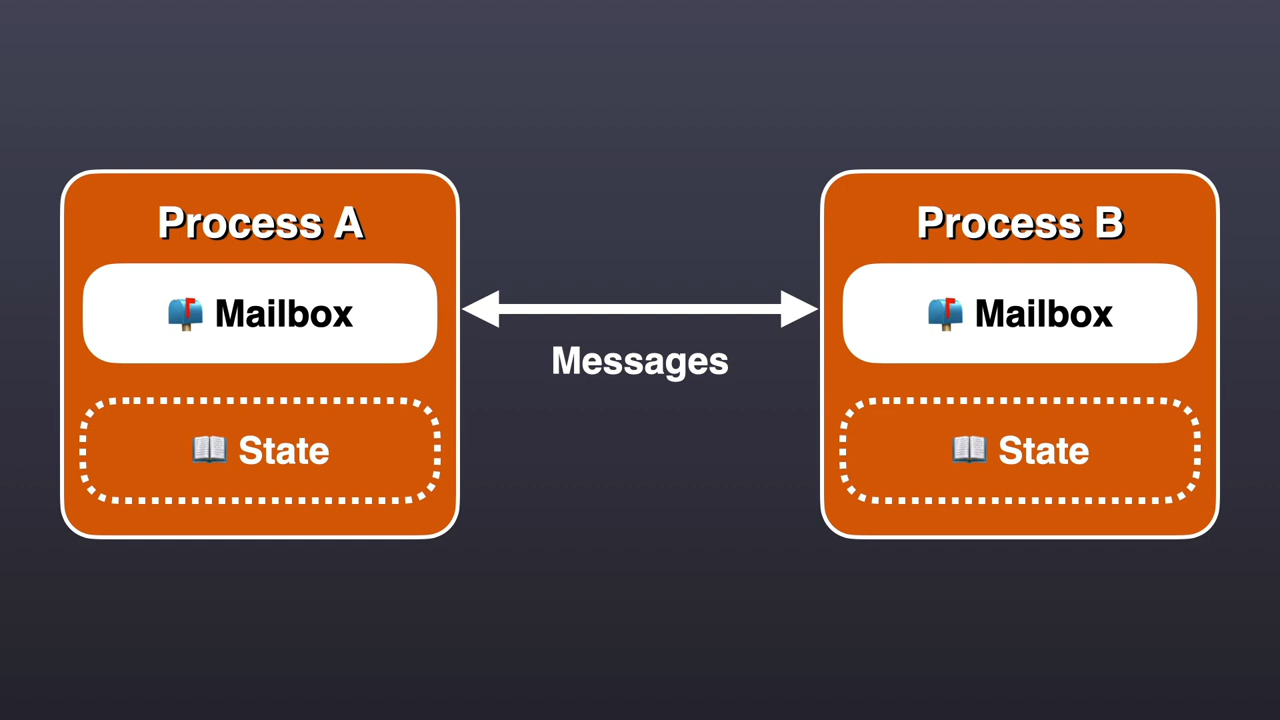 Process A
📫 Mailbox
📖 State
Messages
Process B
📫 Mailbox
📖 State